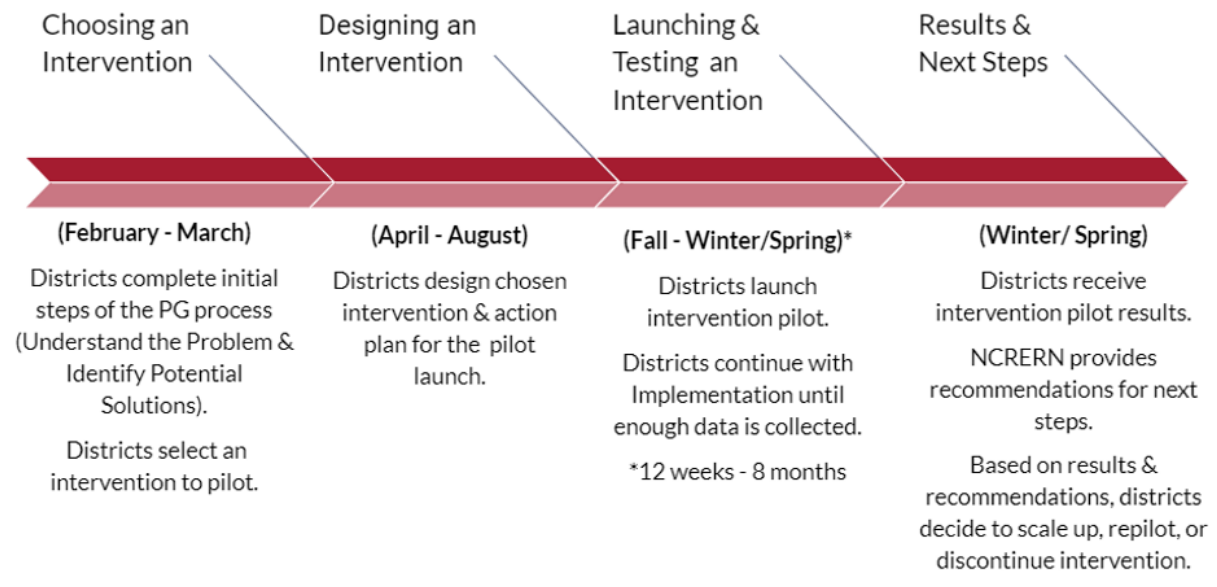 Choosing an
Intervention
Designing an
Intervention
Launching &
Testing an
Intervention
Results &
Next Steps
(February - March)
Districts complete initial
steps of the PG process
(Understand the Problem &
Identify Potential
Solutions).
Districts select an
intervention to pilot.
(April - August)
Districts design chosen
intervention & action
plan for the pilot
launch.
(Fall - Winter/Spring)*
Districts launch
intervention pilot.
Districts continue with
Implementation until
enough data is collected.
*12 weeks - 8 months
(Winter/ Spring)
Districts receive
intervention pilot results.
NCRERN provides
recommendations for next
steps.
Based on results &
recommendations, districts
decide to scale up, repilot, or
discontinue intervention.